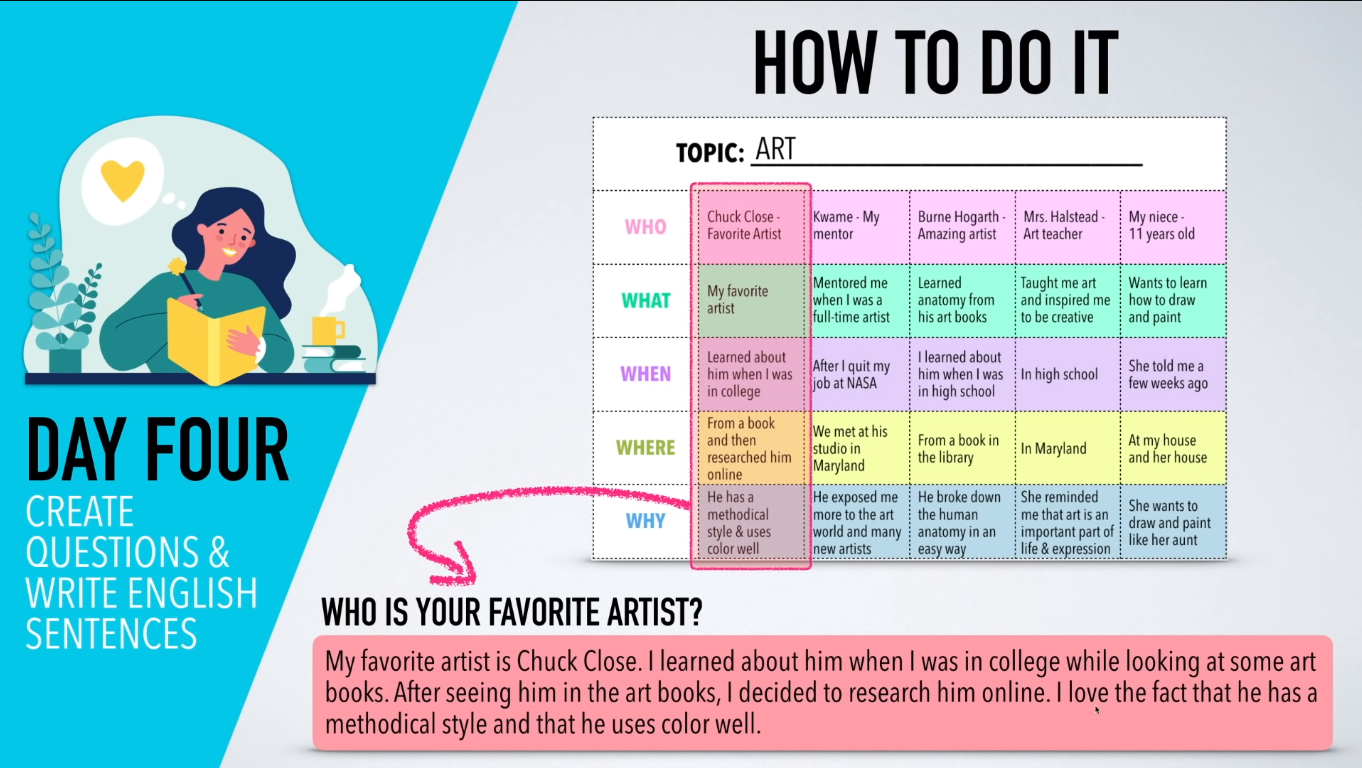 HOW TO DO IT
TOPIC: ART
WHO
Chuck Close -
Favorite Artist
Kwame - My
mentor
Burne Hogarth -
Amazing artist
Mrs. Halstead -
Art teacher
My niece -
11 years old
WHAT
My favorite
artist
Mentored me
when I was a
full-time artist
Learned
anatomy from
his art books
Taught me art
and inspired me
to be creative
Wants to learn
how to draw
and paint
WHEN
Learned about
him when I was
in college
After I quit my
job at NASA
I learned about
him when I was
in high school
In high school
She told me a
few weeks ago
WHERE
From a book
and then
researched him
online
We met at his
studio in
Maryland
From a book in
the library
In Maryland
At my house
and her house
WHY
He has a
methodical
style & uses
color well
He exposed me
more to the art
world and many
new artists
He broke down
the human
anatomy in an
easy way
She reminded
me that art is an
important part of
life & expression
She wants to
draw and paint
like her aunt
DAY FOUR
CREATE
QUESTIONS &
WRITE ENGLISH
SENTENCES
WHO IS YOUR FAVORITE ARTIST?
My favorite artist is Chuck Close. I learned about him when I was in college while looking at some art
books. After seeing him in the art books, I decided to research him online. I love the fact that he has a
methodical style and that he uses color well.